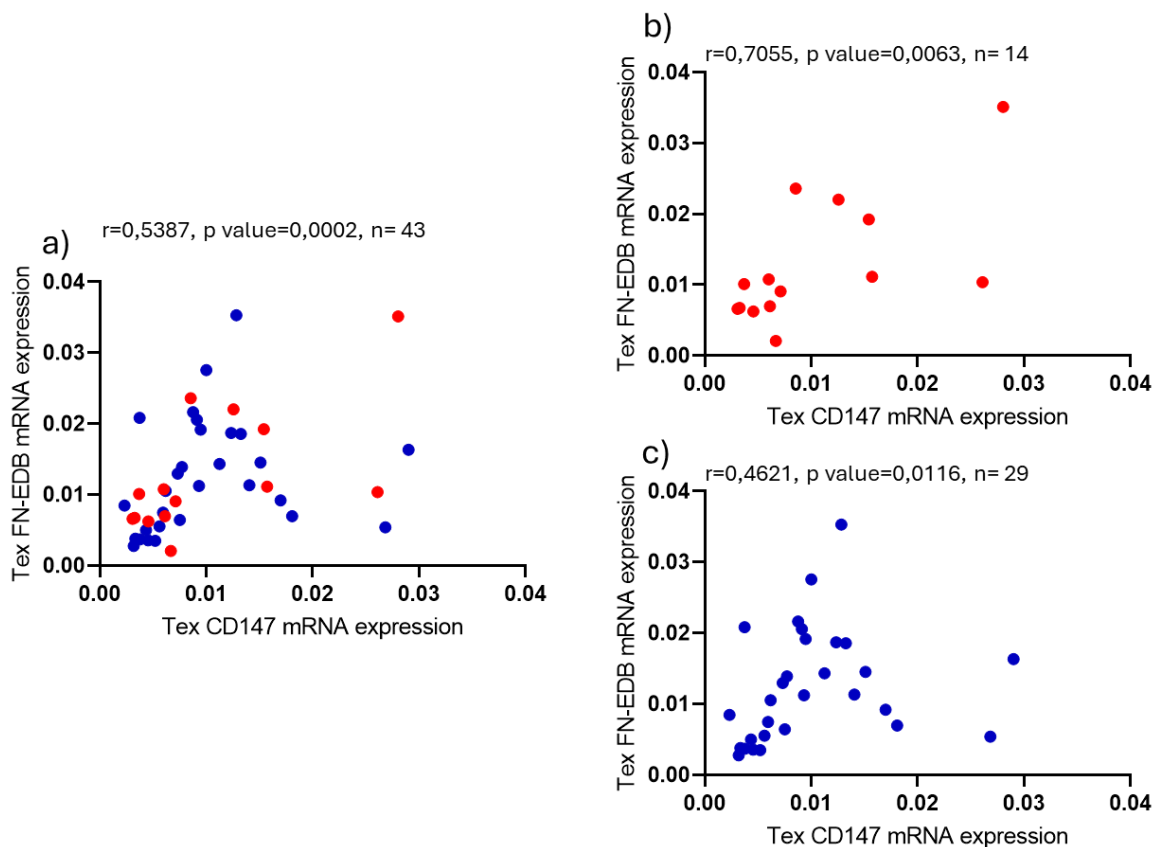 a)
r=0,5387, p value=0,0002, n= 43
Tex FN-EDB mRNA expression
0.04
0.03
0.02
0.01
0.00
0.00 0.01 0.02 0.03 0.04
Tex CD147 mRNA expression
b)
r=0,7055, p value=0,0063, n= 14
Tex FN-EDB mRNA expression
0.04
0.03
0.02
0.01
0.00
0.00 0.01 0.02 0.03 0.04
Tex CD147 mRNA expression
c)
r=0,4621, p value=0,0116, n= 29
Tex FN-EDB mRNA expression
0.04
0.03
0.02
0.01
0.00
0.00 0.01 0.02 0.03 0.04
Tex CD147 mRNA expression